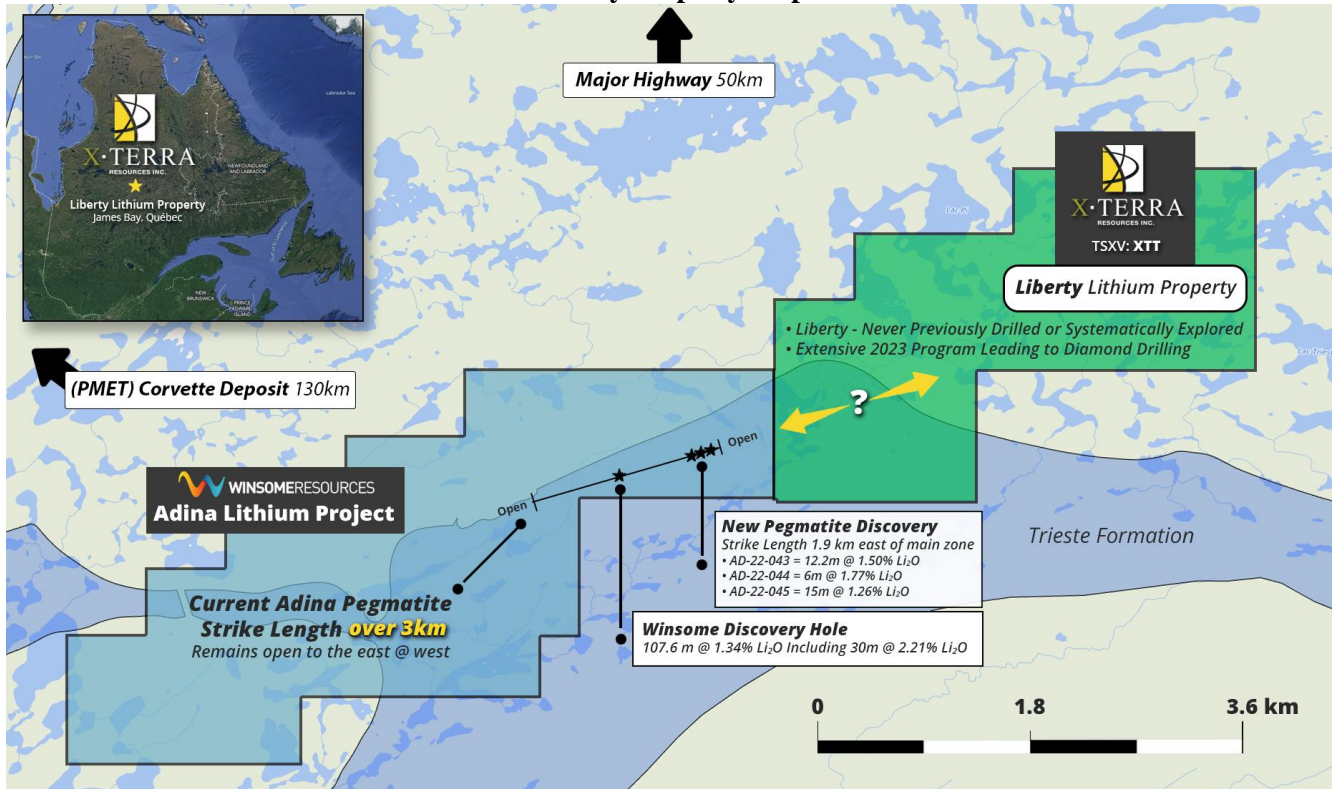 Major Highway 50km
Labrador Sea
X·TERRA
RESOURCES INC.
NEWFOUNDLAND
AND LABRADOR
Liberty Lithium Property
James Bay, Québec
Gulf of St Lawrence
NEW
BRUNSWICK
PRINCE
EDWARD
ISLAND
X·TERRA
RESOURCES INC.
TSXV: XTT
Liberty Lithium Property
• Liberty - Never Previously Drilled or Systematically Explored
• Extensive 2023 Program Leading to Diamond Drilling
(PMET) Corvette Deposit 130km
?
Open
Open
WINSOMERESOURCES
Adina Lithium Project
New Pegmatite Discovery
Strike Length 1.9 km east of main zone
• AD-22-043 = 12.2m @ 1.50% Li₂O
• AD-22-044 = 6m @ 1.77% Li₂O
• AD-22-045 = 15m @ 1.26% Li₂O
Trieste Formation
Current Adina Pegmatite
Strike Length over 3km
Remains open to the east @ west
Winsome Discovery Hole
107.6 m @ 1.34% Li₂O Including 30m @ 2.21% Li₂O
0 1.8 3.6 km